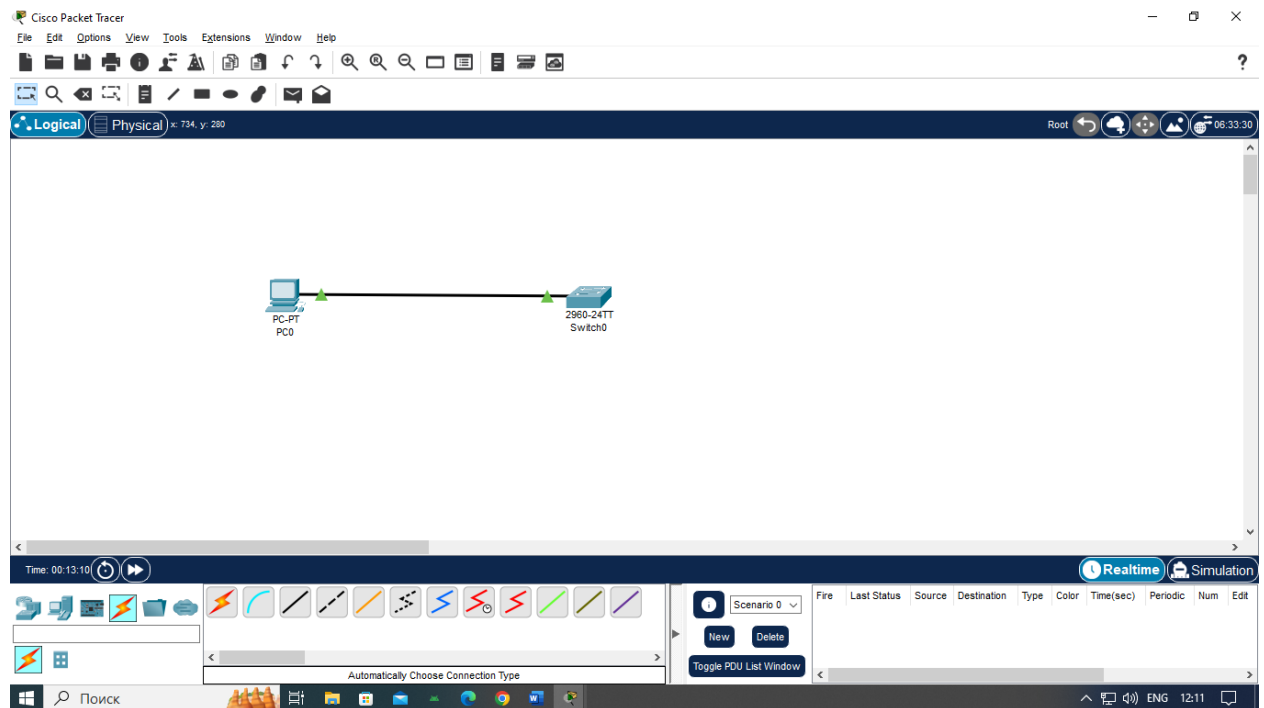 Cisco Packet Tracer
File Edit Options View Tools Extensions Window Help
?
Logical Physical x: 734, y: 280 Root 06:33:30
PC-PT
PC0
2960-24TT
Switch0
Time: 00:13:10 Realtime Simulation
Scenario 0
New Delete
Toggle PDU List Window
Fire Last Status Source Destination Type Color Time(sec) Periodic Num Edit
Automatically Choose Connection Type
Поиск ENG 12:11